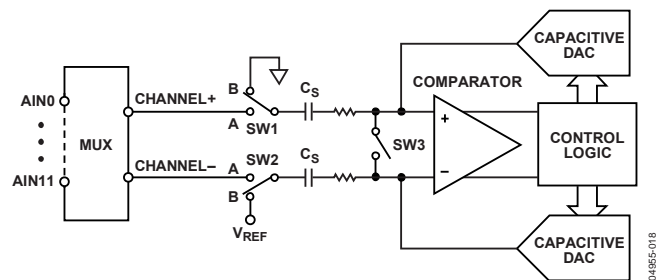 CAPACITIVE
DAC
B
CS
COMPARATOR
AIN0
CHANNEL+
A
SW1
+
MUX
SW3
CONTROL
LOGIC
CHANNEL–
A
SW2
CS
–
AIN11
B
VREF
CAPACITIVE
DAC
04955-018